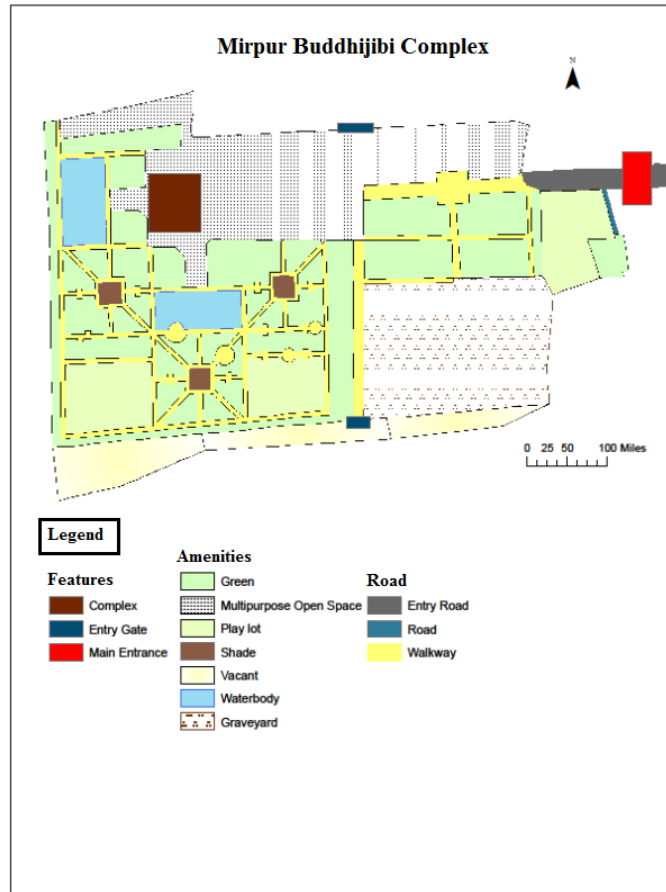 Mirpur Buddhijibi Complex
N
0 25 50 100 Miles
Legend
Features
Complex
Entry Gate
Main Entrance
Amenities
Green
Multipurpose Open Space
Play lot
Shade
Vacant
Waterbody
Graveyard
Road
Entry Road
Road
Walkway